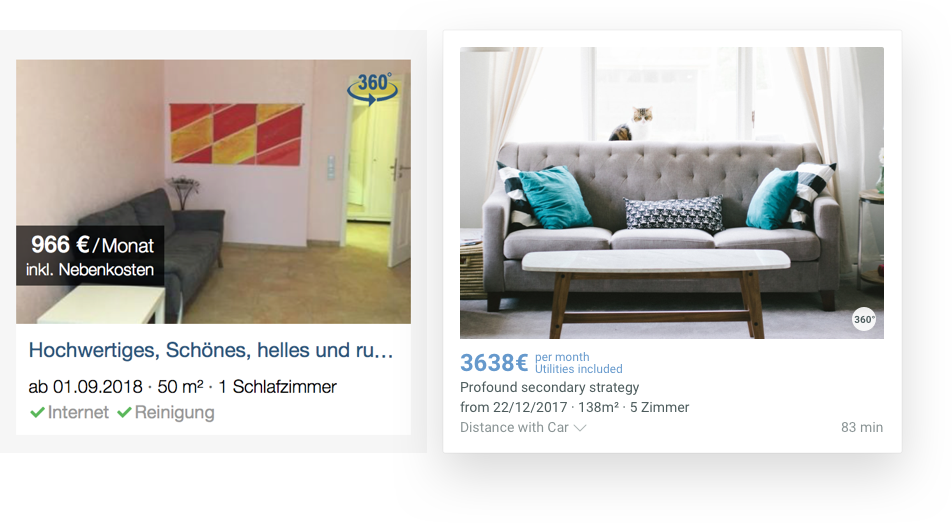 360°
966 €/Monat
inkl. Nebenkosten
Hochwertiges, Schönes, helles und ru...
ab 01.09.2018 · 50 m² · 1 Schlafzimmer
Internet Reinigung
360°
3638€ per month
Utilities included
Profound secondary strategy
from 22/12/2017 · 138m² · 5 Zimmer
Distance with Car 83 min